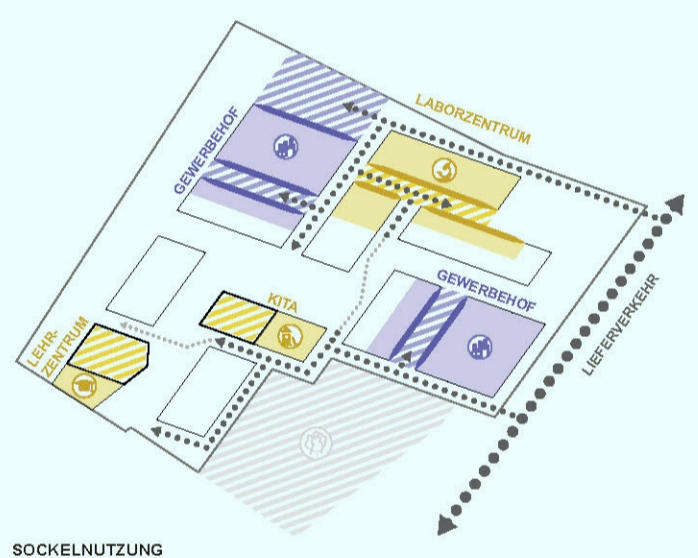 LABORZENTRUM
GEWERBEHOF
GEWERBEHOF
KITA
LIEFERVERKEHR
LEHR-
ZENTRUM
SOCKELNUTZUNG